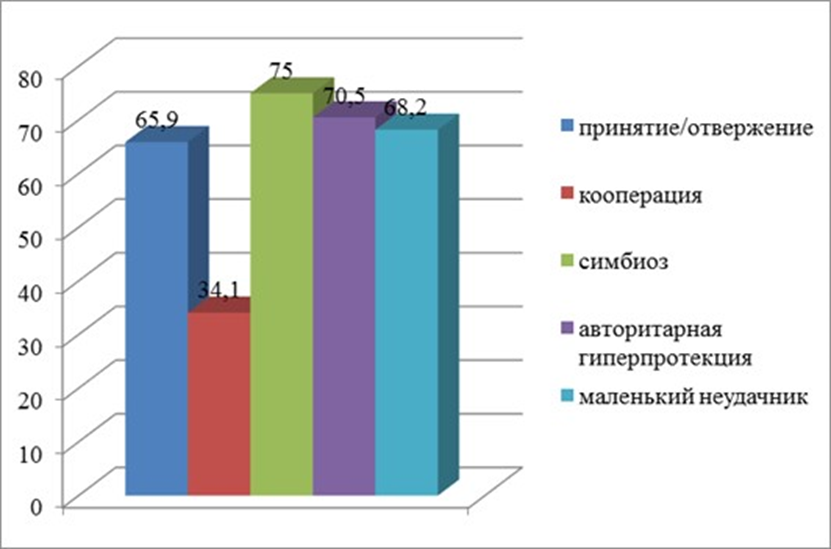 80
70
60
50
40
30
20
10
0
65,9
34,1
75
70,5
68,2
принятие/отвержение
кооперация
симбиоз
авторитарная
гиперпротекция
маленький неудачник